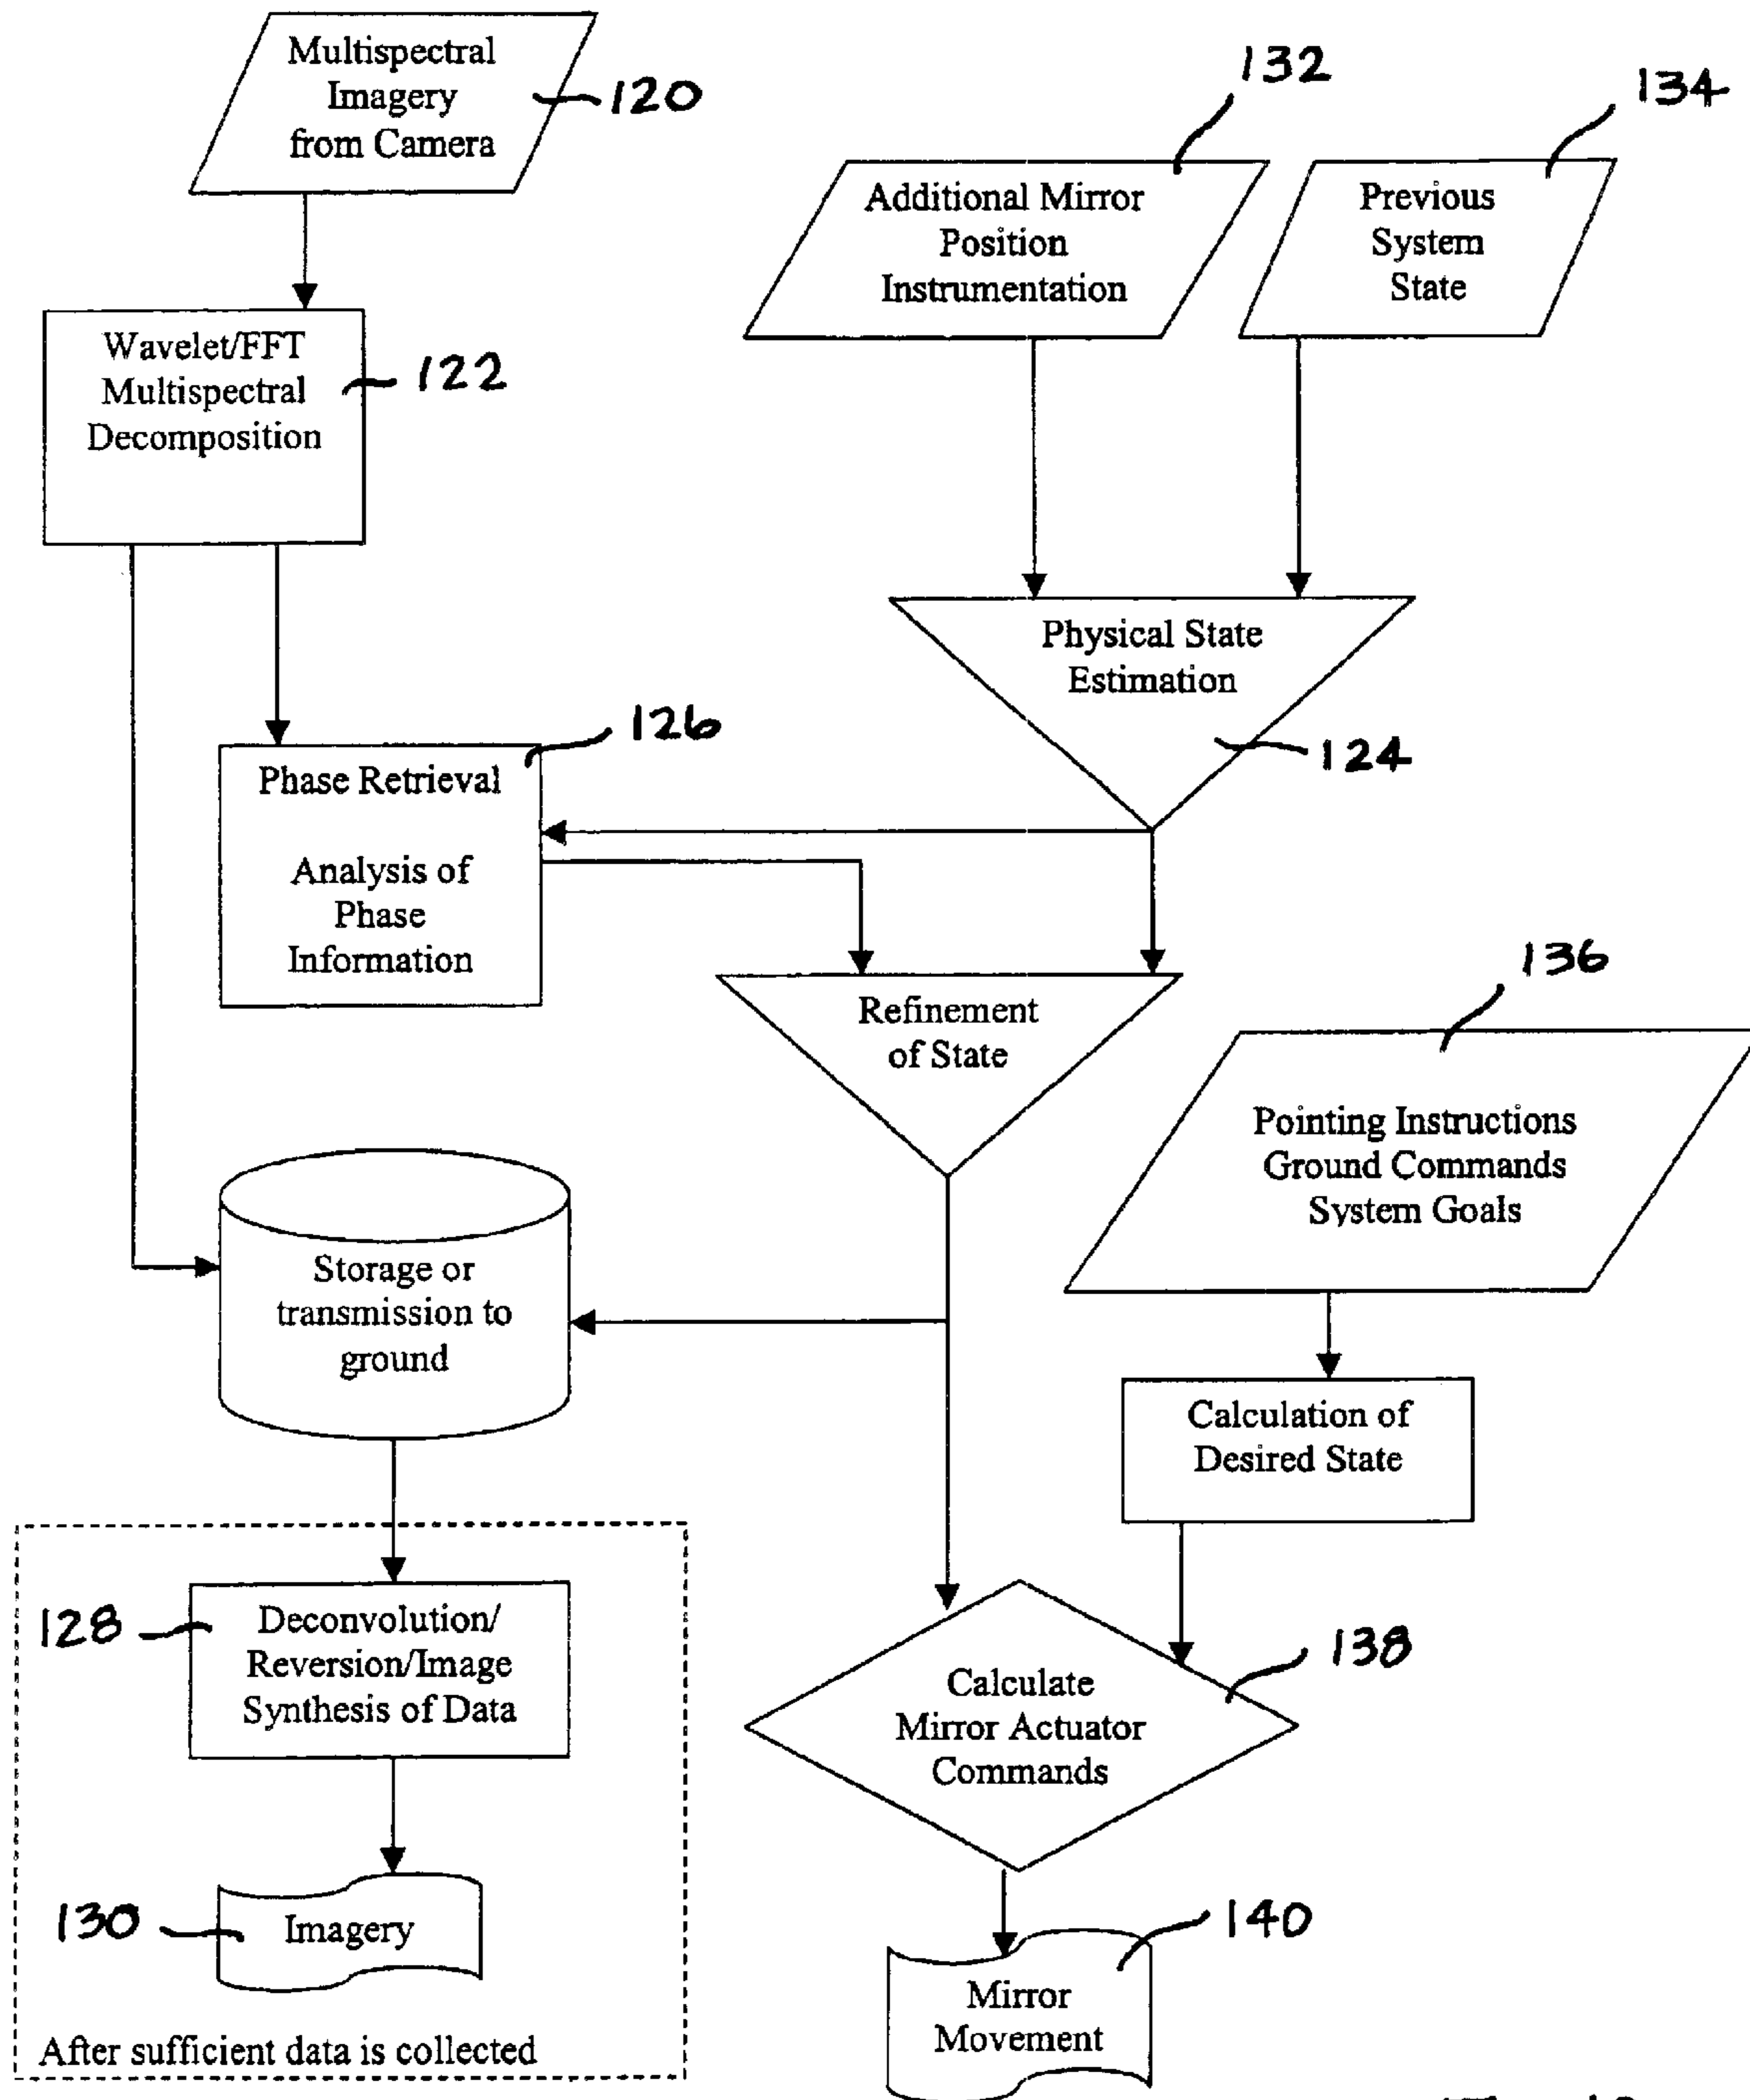 Multispectral
Imagery
from Camera
120
132
134
Additional Mirror
Position
Instrumentation
Previous
System
State
Wavelet/FFT
Multispectral
Decomposition
122
Physical State
Estimation
124
126
Phase Retrieval
Analysis of
Phase
Information
Refinement
of State
136
Pointing Instructions
Ground Commands
System Goals
Storage or
transmission to
ground
Calculation of
Desired State
128
Deconvolution/
Reversion/Image
Synthesis of Data
138
Calculate
Mirror Actuator
Commands
130
Imagery
140
Mirror
Movement
After sufficient data is collected